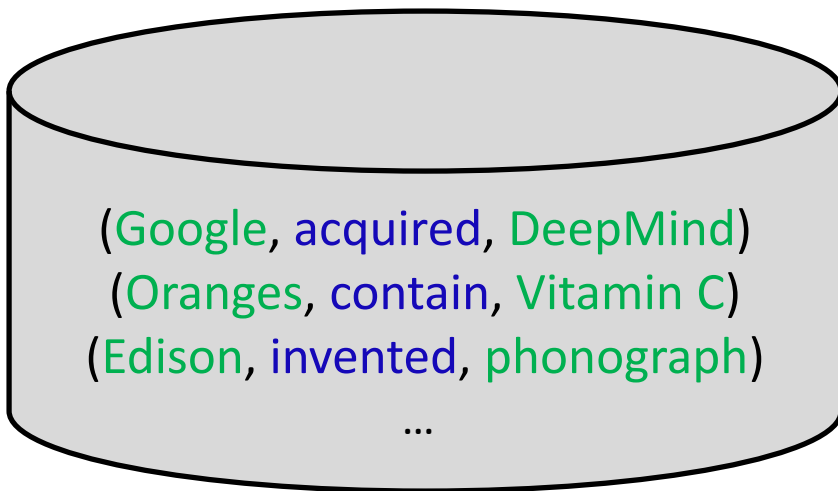 (Google, acquired, DeepMind)
(Oranges, contain, Vitamin C)
(Edison, invented, phonograph)
…